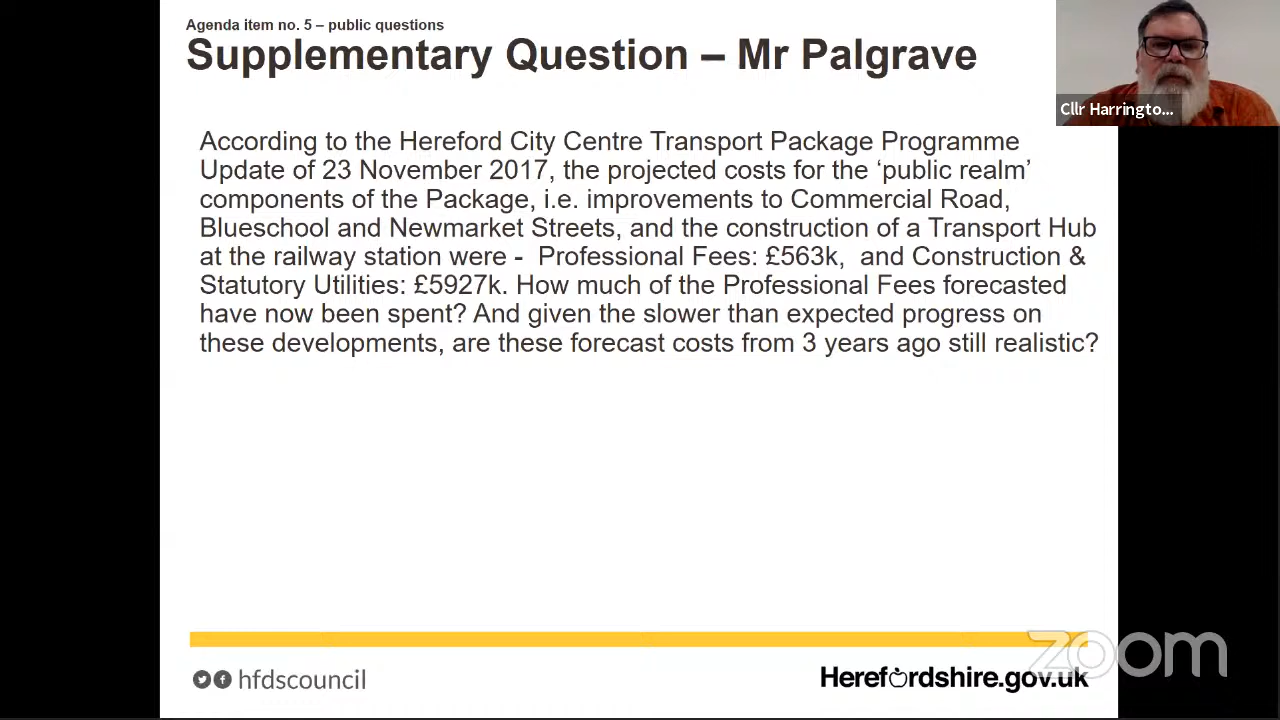 Agenda item no. 5 – public questions
Supplementary Question – Mr Palgrave
Cllr Harringto...
According to the Hereford City Centre Transport Package Programme
Update of 23 November 2017, the projected costs for the ‘public realm’
components of the Package, i.e. improvements to Commercial Road,
Blueschool and Newmarket Streets, and the construction of a Transport Hub
at the railway station were -  Professional Fees: £563k,  and Construction &
Statutory Utilities: £5927k. How much of the Professional Fees forecasted
have now been spent? And given the slower than expected progress on
these developments, are these forecast costs from 3 years ago still realistic?
zoom
hfdscouncil
Herefordshire.gov.uk